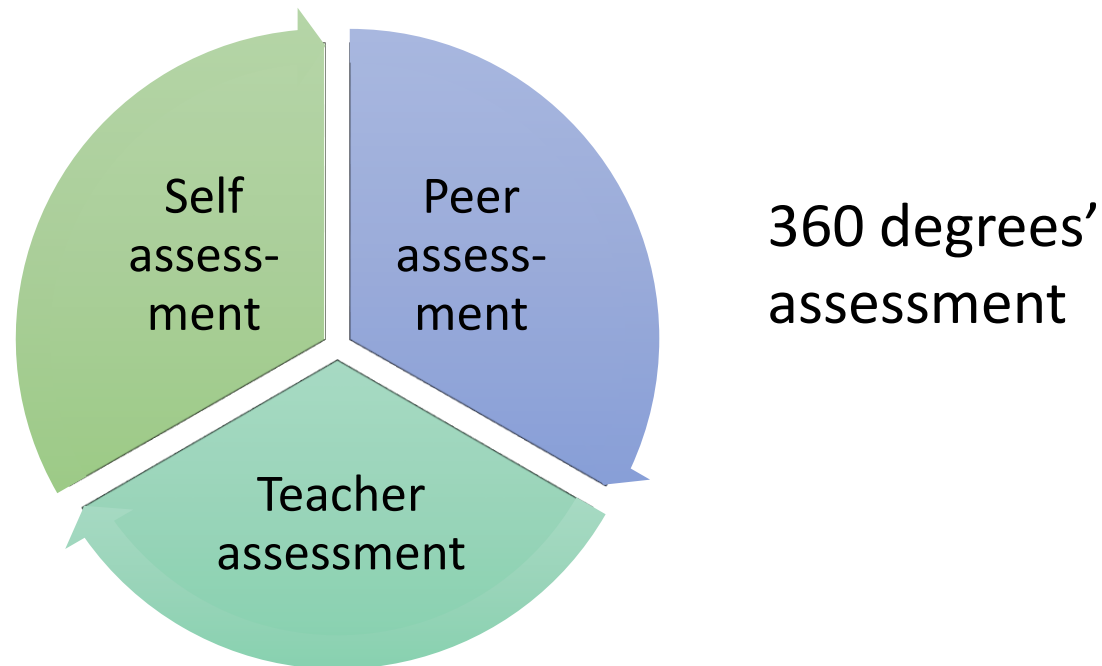 Self
assess-
ment
Peer
assess-
ment
Teacher
assessment
360 degrees’
assessment